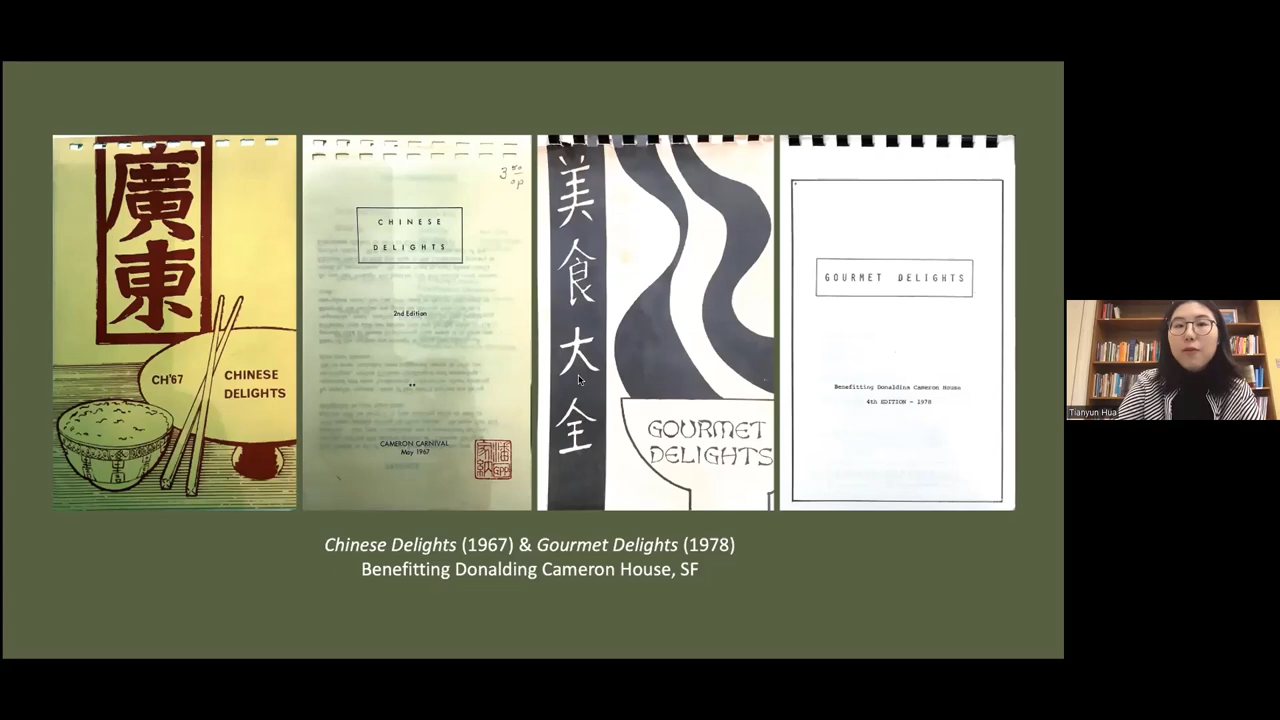 廣東
CH'67
CHINESE
DELIGHTS
3 50
op
CHINESE
DELIGHTS
2nd Edition
CAMERON CARNIVAL
May 1967
美食大全
GOURMET
DELIGHTS
GOURMET DELIGHTS
Benefitting Donaldina Cameron House
4th EDITION - 1978
Chinese Delights (1967) & Gourmet Delights (1978)
Benefitting Donalding Cameron House, SF
Tianyun Hua